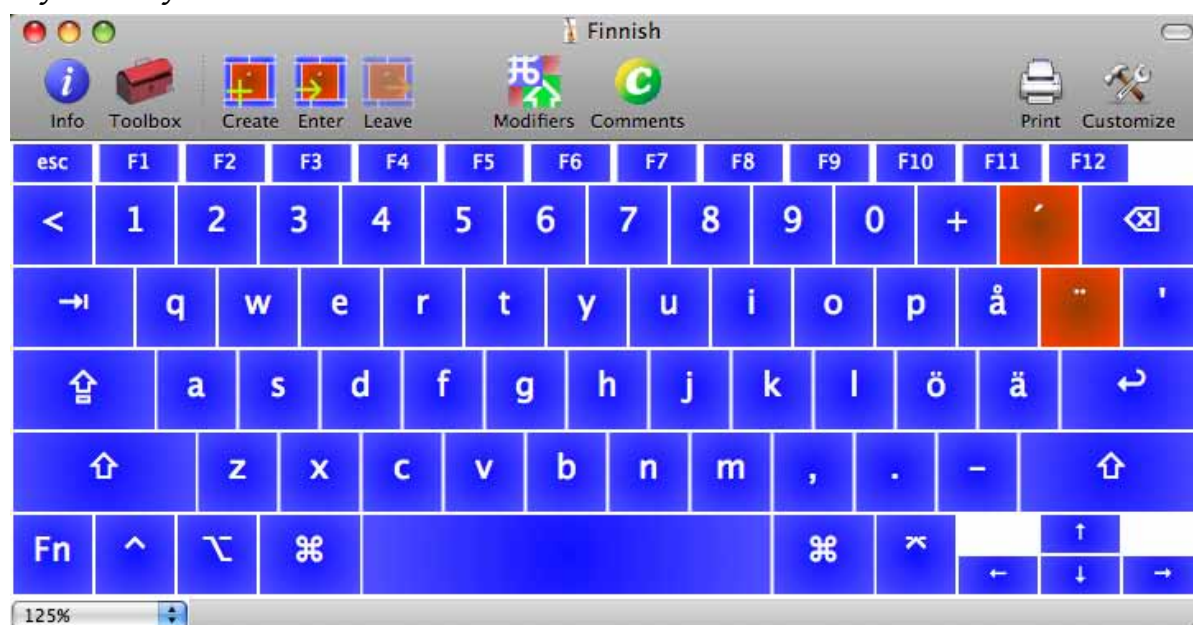 Finnish
Info Toolbox Create Enter Leave Modifiers Comments Print Customize
esc F1 F2 F3 F4 F5 F6 F7 F8 F9 F10 F11 F12
< 1 2 3 4 5 6 7 8 9 0 + ´ ⌫
⇥ q w e r t y u i o p å ¨ '
⇪ a s d f g h j k l ö ä ↩
⇧ z x c v b n m , . - ⇧
Fn ^ ⌥ ⌘ ⌘ ⌤ ← ↑ ↓ →
125%